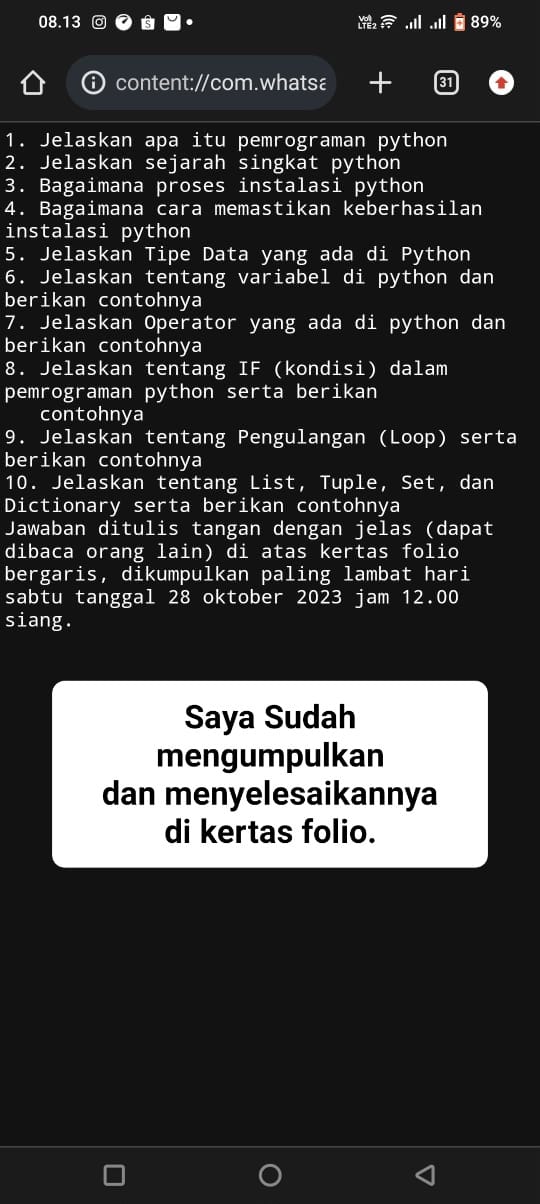 08.13
Vo))
LTE2
89%
content://com.whatsa
31
1. Jelaskan apa itu pemrograman python
2. Jelaskan sejarah singkat python
3. Bagaimana proses instalasi python
4. Bagaimana cara memastikan keberhasilan
instalasi python
5. Jelaskan Tipe Data yang ada di Python
6. Jelaskan tentang variabel di python dan
berikan contohnya
7. Jelaskan Operator yang ada di python dan
berikan contohnya
8. Jelaskan tentang IF (kondisi) dalam
pemrograman python serta berikan
contohnya
9. Jelaskan tentang Pengulangan (Loop) serta
berikan contohnya
10. Jelaskan tentang List, Tuple, Set, dan
Dictionary serta berikan contohnya
Jawaban ditulis tangan dengan jelas (dapat
dibaca orang lain) di atas kertas folio
bergaris, dikumpulkan paling lambat hari
sabtu tanggal 28 oktober 2023 jam 12.00
siang.
Saya Sudah
mengumpulkan
dan menyelesaikannya
di kertas folio.